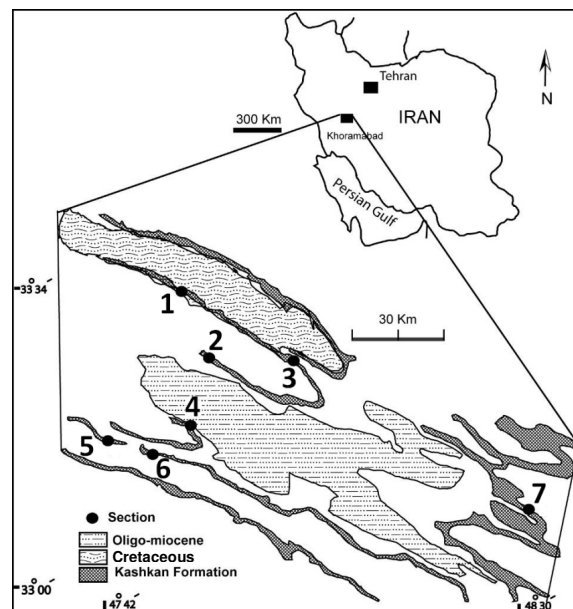 Tehran
N
300 Km
IRAN
Khoramabad
Persian Gulf
33°34
1
30 Km
2
3
4
5
6
7
Section
Oligo-miocene
Cretaceous
Kashkan Formation
33°00
47°42
48°30